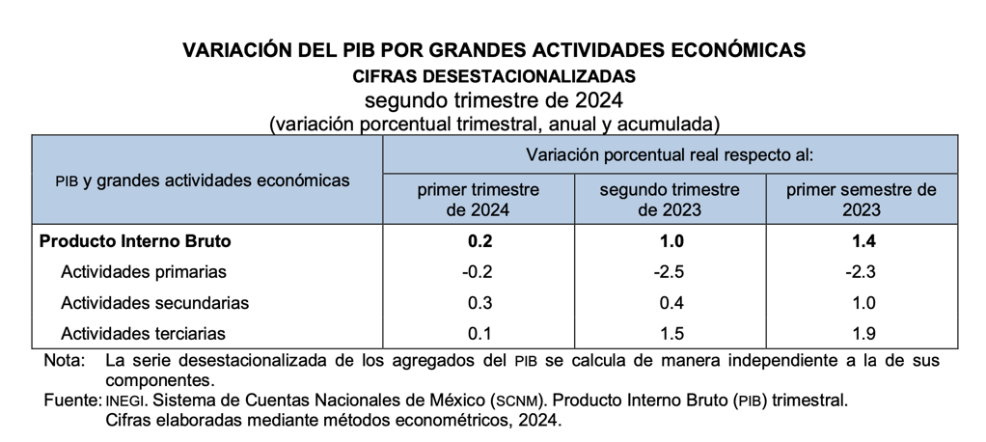 VARIACIÓN DEL PIB POR GRANDES ACTIVIDADES ECONÓMICAS
CIFRAS DESESTACIONALIZADAS
segundo trimestre de 2024
(variación porcentual trimestral, anual y acumulada)
PIB y grandes actividades económicas
Variación porcentual real respecto al:
primer trimestre
de 2024
segundo trimestre
de 2023
primer semestre de
2023
Producto Interno Bruto 0.2 1.0 1.4
Actividades primarias -0.2 -2.5 -2.3
Actividades secundarias 0.3 0.4 1.0
Actividades terciarias 0.1 1.5 1.9
Nota: La serie desestacionalizada de los agregados del PIB se calcula de manera independiente a la de sus
componentes.
Fuente: INEGI. Sistema de Cuentas Nacionales de México (SCNM). Producto Interno Bruto (PIB) trimestral.
Cifras elaboradas mediante métodos econométricos, 2024.